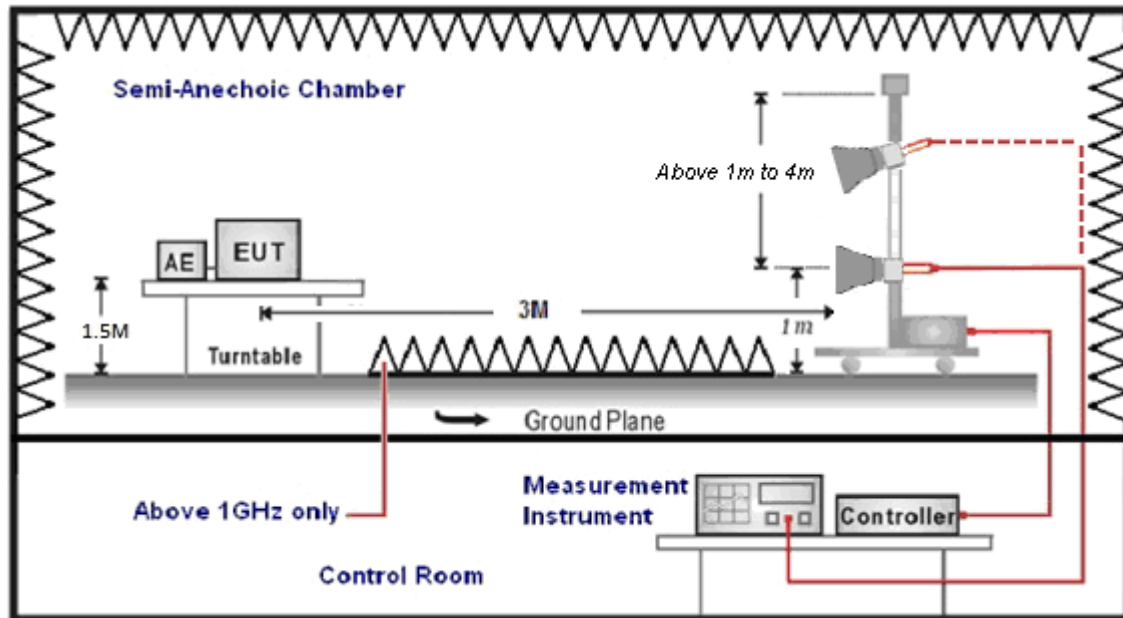 Semi-Anechoic Chamber
Above 1m to 4m
AE
EUT
3M
1m
1.5M
Turntable
Ground Plane
Above 1GHz only
Measurement
Instrument
Controller
Control Room